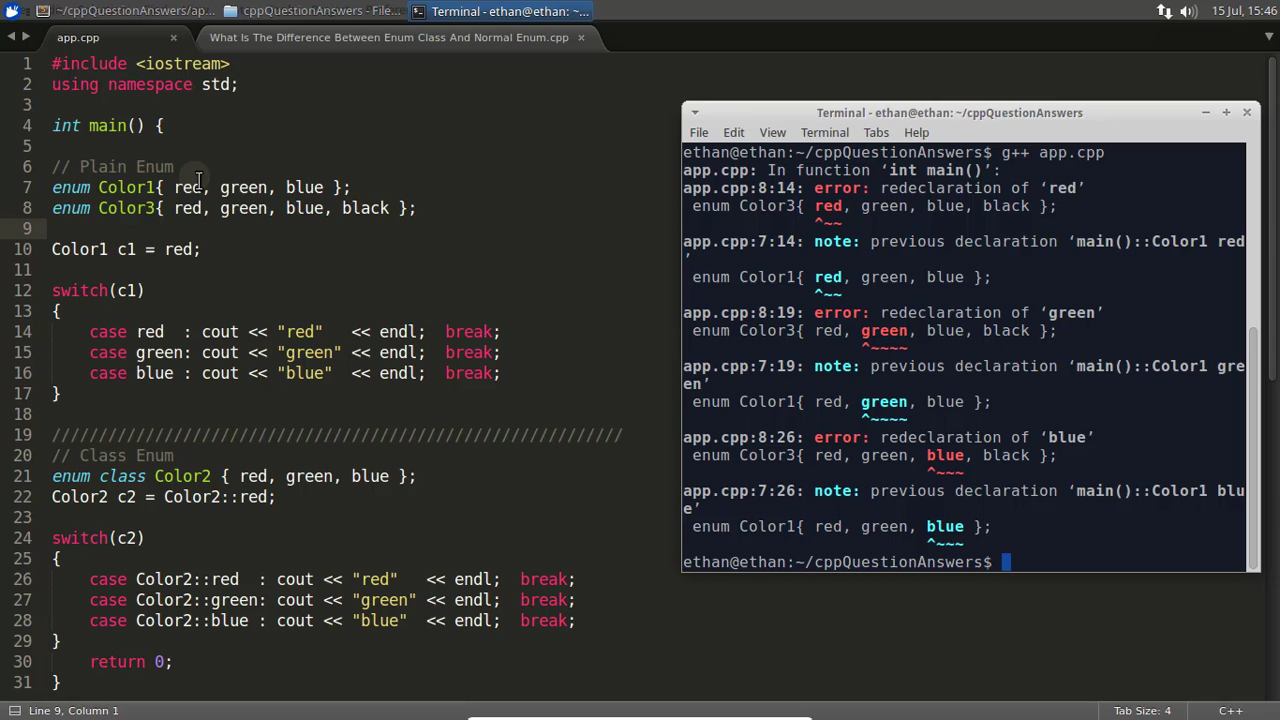 ~/cppQuestionAnswers/ap...
cppQuestionAnswers - File...
Terminal - ethan@ethan: ~...
15 Jul, 15:46
app.cpp ×
What Is The Difference Between Enum Class And Normal Enum.cpp ×
1 #include <iostream>
2 using namespace std;
3
4 int main() {
5
6 // Plain Enum
7 enum Color1{ red, green, blue };
8 enum Color3{ red, green, blue, black };
9
10 Color1 c1 = red;
11
12 switch(c1)
13 {
14     case red  : cout << "red"   << endl;  break;
15     case green: cout << "green" << endl;  break;
16     case blue : cout << "blue"  << endl;  break;
17 }
18
19 /////////////////////////////////////////////////////////////
20 // Class Enum
21 enum class Color2 { red, green, blue };
22 Color2 c2 = Color2::red;
23
24 switch(c2)
25 {
26     case Color2::red  : cout << "red"   << endl;  break;
27     case Color2::green: cout << "green" << endl;  break;
28     case Color2::blue : cout << "blue"  << endl;  break;
29 }
30     return 0;
31 }
Terminal - ethan@ethan: ~/cppQuestionAnswers
File Edit View Terminal Tabs Help
ethan@ethan:~/cppQuestionAnswers$ g++ app.cpp
app.cpp: In function ‘int main()’:
app.cpp:8:14: error: redeclaration of ‘red’
 enum Color3{ red, green, blue, black };
              ^~~
app.cpp:7:14: note: previous declaration ‘main()::Color1 red
’
 enum Color1{ red, green, blue };
              ^~~
app.cpp:8:19: error: redeclaration of ‘green’
 enum Color3{ red, green, blue, black };
                   ^~~~~
app.cpp:7:19: note: previous declaration ‘main()::Color1 gre
en’
 enum Color1{ red, green, blue };
                   ^~~~~
app.cpp:8:26: error: redeclaration of ‘blue’
 enum Color3{ red, green, blue, black };
                          ^~~~
app.cpp:7:26: note: previous declaration ‘main()::Color1 blu
e’
 enum Color1{ red, green, blue };
                          ^~~~
ethan@ethan:~/cppQuestionAnswers$
Line 9, Column 1
Tab Size: 4
C++